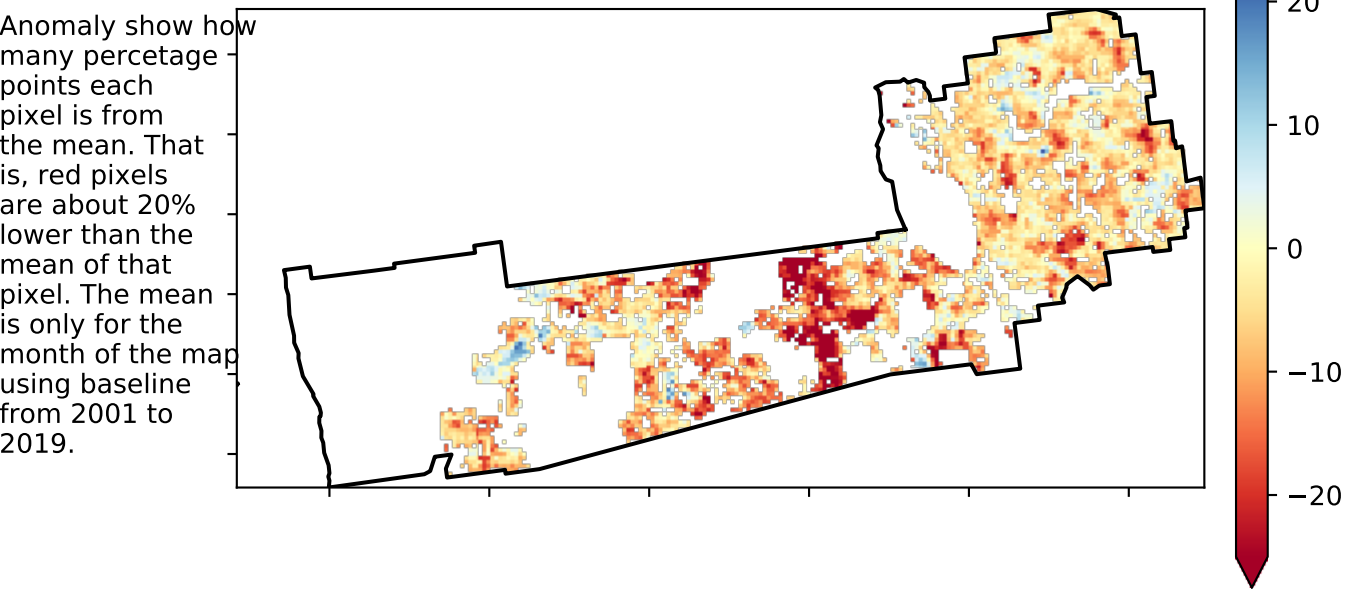 Anomaly show how
many percetage
points each
pixel is from
the mean. That
is, red pixels
are about 20%
lower than the
mean of that
pixel. The mean
is only for the
month of the map
using baseline
from 2001 to
2019.
20
10
0
−10
−20